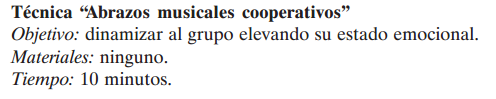 Técnica “Abrazos musicales cooperativos”
Objetivo: dinamizar al grupo elevando su estado emocional.
Materiales: ninguno.
Tiempo: 10 minutos.